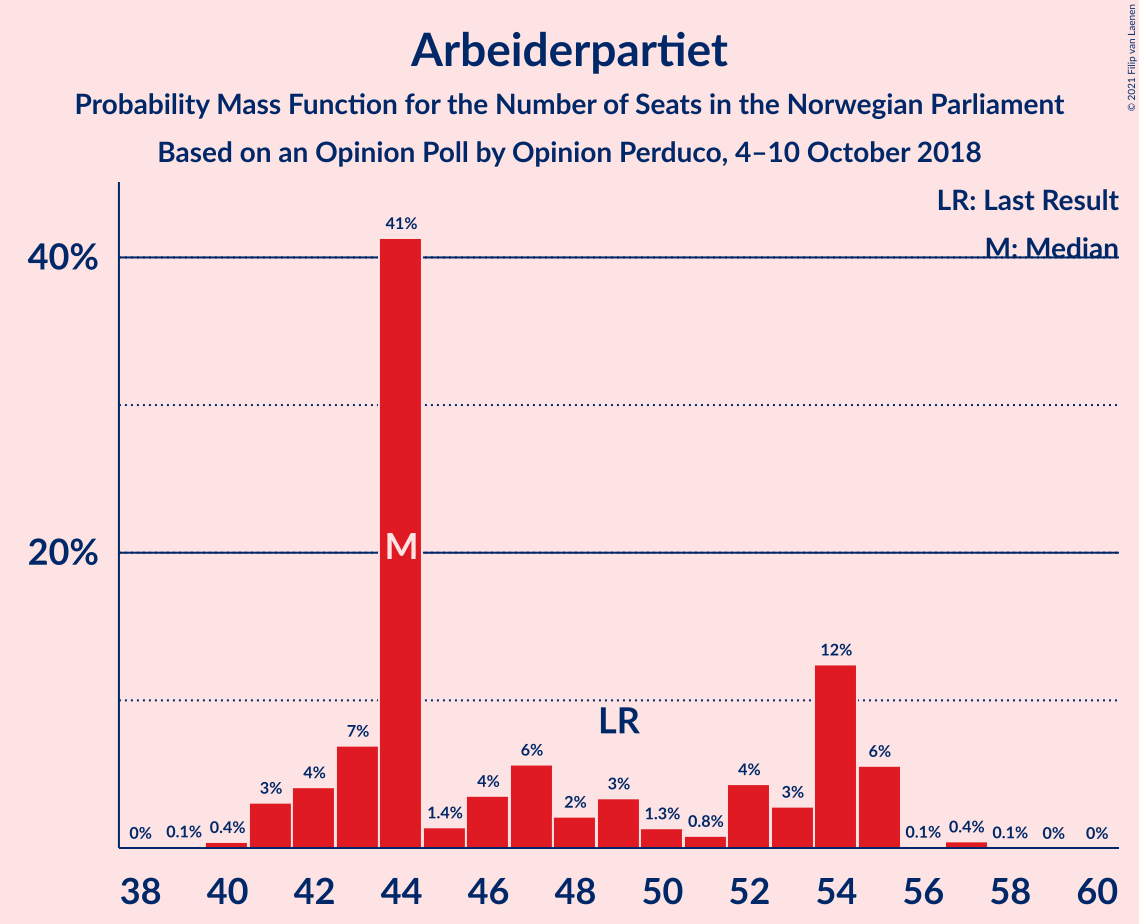 Arbeiderpartiet
Probability Mass Function for the Number of Seats in the Norwegian Parliament
Based on an Opinion Poll by Opinion Perduco, 4–10 October 2018
© 2021 Filip van Laenen
LR: Last Result
M: Median
40%
20%
0% 0.1% 0.4% 3% 4% 7% 41% 1.4% 4% 6% 2% 3% 1.3% 0.8% 4% 3% 12% 6% 0.1% 0.4% 0.1% 0% 0%
M
LR
38 40 42 44 46 48 50 52 54 56 58 60